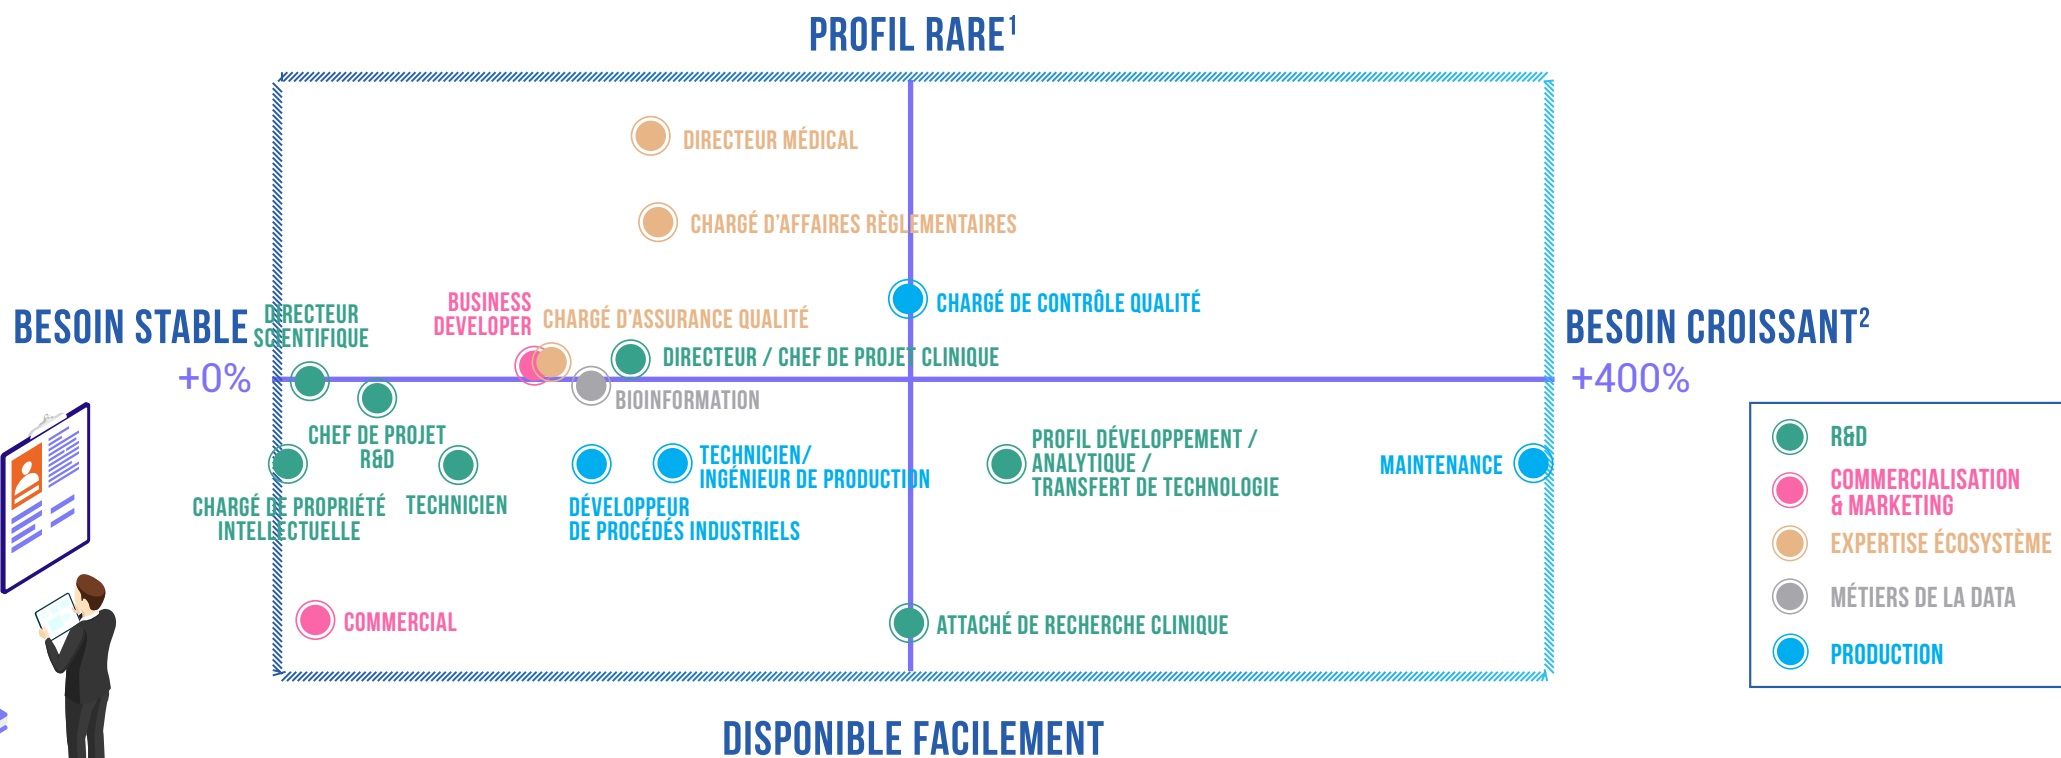 PROFIL RARE¹
DIRECTEUR MÉDICAL
CHARGÉ D'AFFAIRES RÈGLEMENTAIRES
BESOIN STABLE
+0%
DIRECTEUR
SCIENTIFIQUE
BUSINESS
DEVELOPER
CHARGÉ D'ASSURANCE QUALITÉ
CHARGÉ DE CONTRÔLE QUALITÉ
DIRECTEUR / CHEF DE PROJET CLINIQUE
BIOINFORMATION
BESOIN CROISSANT²
+400%
CHEF DE PROJET
R&D
CHARGÉ DE PROPRIÉTÉ
INTELLECTUELLE
TECHNICIEN
TECHNICIEN/
INGÉNIEUR DE PRODUCTION
DÉVELOPPEUR
DE PROCÉDÉS INDUSTRIELS
PROFIL DÉVELOPPEMENT /
ANALYTIQUE /
TRANSFERT DE TECHNOLOGIE
MAINTENANCE
COMMERCIAL
ATTACHÉ DE RECHERCHE CLINIQUE
R&D
COMMERCIALISATION
& MARKETING
EXPERTISE ÉCOSYSTÈME
MÉTIERS DE LA DATA
PRODUCTION
DISPONIBLE FACILEMENT